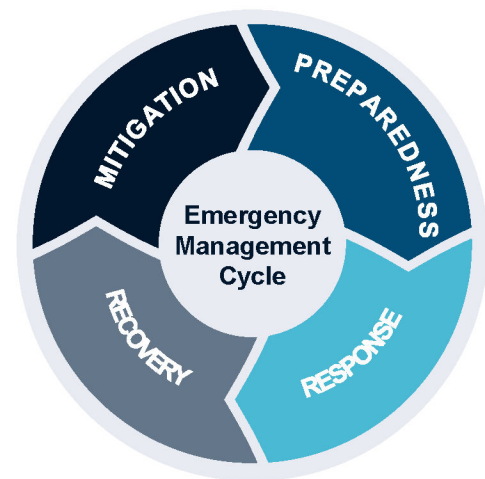 MITIGATION
PREPAREDNESS
Emergency
Management
Cycle
RECOVERY
RESPONSE